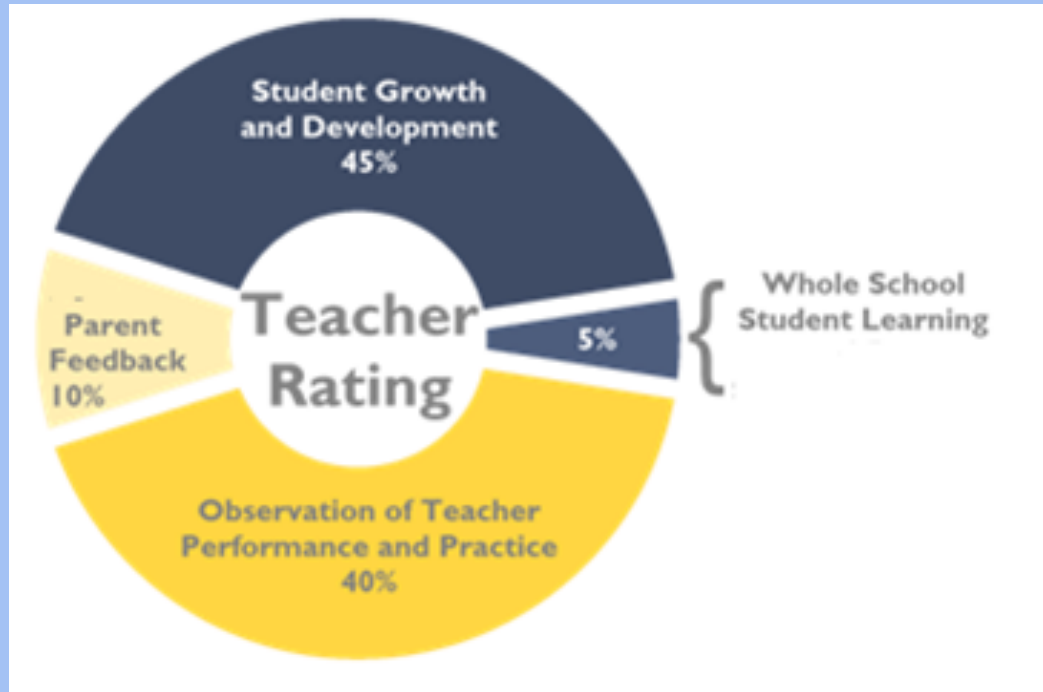 Student Growth
and Development
45%
Whole School
Student Learning
5%
Parent
Feedback
10%
Teacher
Rating
Observation of Teacher
Performance and Practice
40%